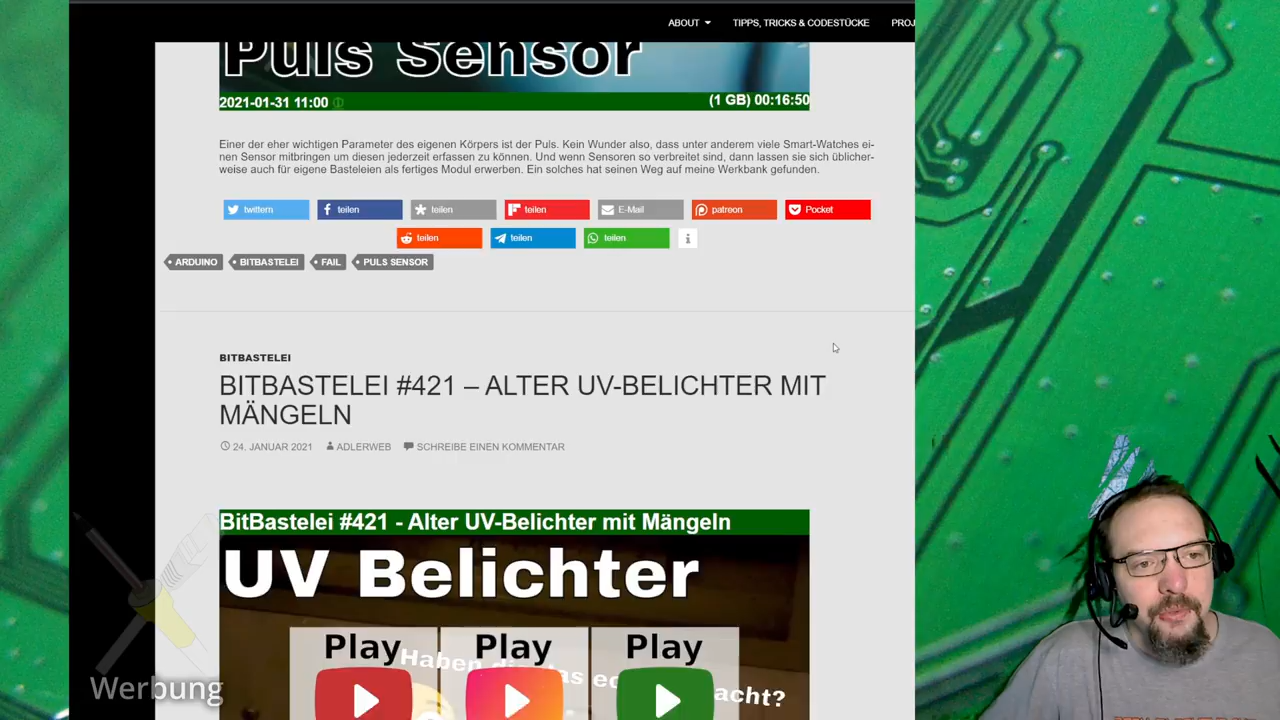 ABOUT TIPPS, TRICKS & CODESTÜCKE PROJ
Puls Sensor
2021-01-31 11:00 (1 GB) 00:16:50
Einer der eher wichtigen Parameter des eigenen Körpers ist der Puls. Kein Wunder also, dass unter anderem viele Smart-Watches ei-
nen Sensor mitbringen um diesen jederzeit erfassen zu können. Und wenn Sensoren so verbreitet sind, dann lassen sie sich üblicher-
weise auch für eigene Basteleien als fertiges Modul erwerben. Ein solches hat seinen Weg auf meine Werkbank gefunden.
twittern teilen teilen teilen E-Mail patreon Pocket
teilen teilen teilen
ARDUINO BITBASTELEI FAIL PULS SENSOR
BITBASTELEI
BITBASTELEI #421 – ALTER UV-BELICHTER MIT
MÄNGELN
24. JANUAR 2021 ADLERWEB SCHREIBE EINEN KOMMENTAR
BitBastelei #421 - Alter UV-Belichter mit Mängeln
UV Belichter
Play Play Play
Haben die das
acht?
Werbung